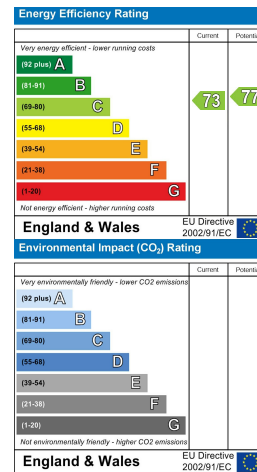 Energy Efficiency Rating
Current Potential
Very energy efficient - lower running costs
(92 plus) A
(81-91) B
(69-80) C 73 77
(55-68) D
(39-54) E
(21-38) F
(1-20) G
Not energy efficient - higher running costs
England & Wales EU Directive 2002/91/EC
Environmental Impact (CO₂) Rating
Current Potential
Very environmentally friendly - lower CO2 emissions
(92 plus) A
(81-91) B
(69-80) C
(55-68) D
(39-54) E
(21-38) F
(1-20) G
Not environmentally friendly - higher CO2 emissions
England & Wales EU Directive 2002/91/EC